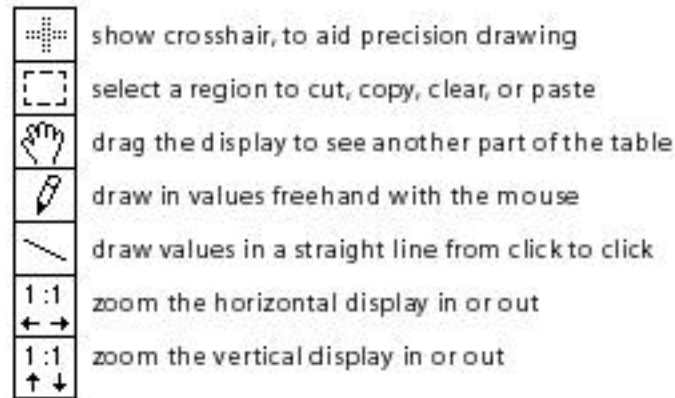 show crosshair, to aid precision drawing
select a region to cut, copy, clear, or paste
drag the display to see another part of the table
draw in values freehand with the mouse
draw values in a straight line from click to click
1:1
zoom the horizontal display in or out
1:1
zoom the vertical display in or out